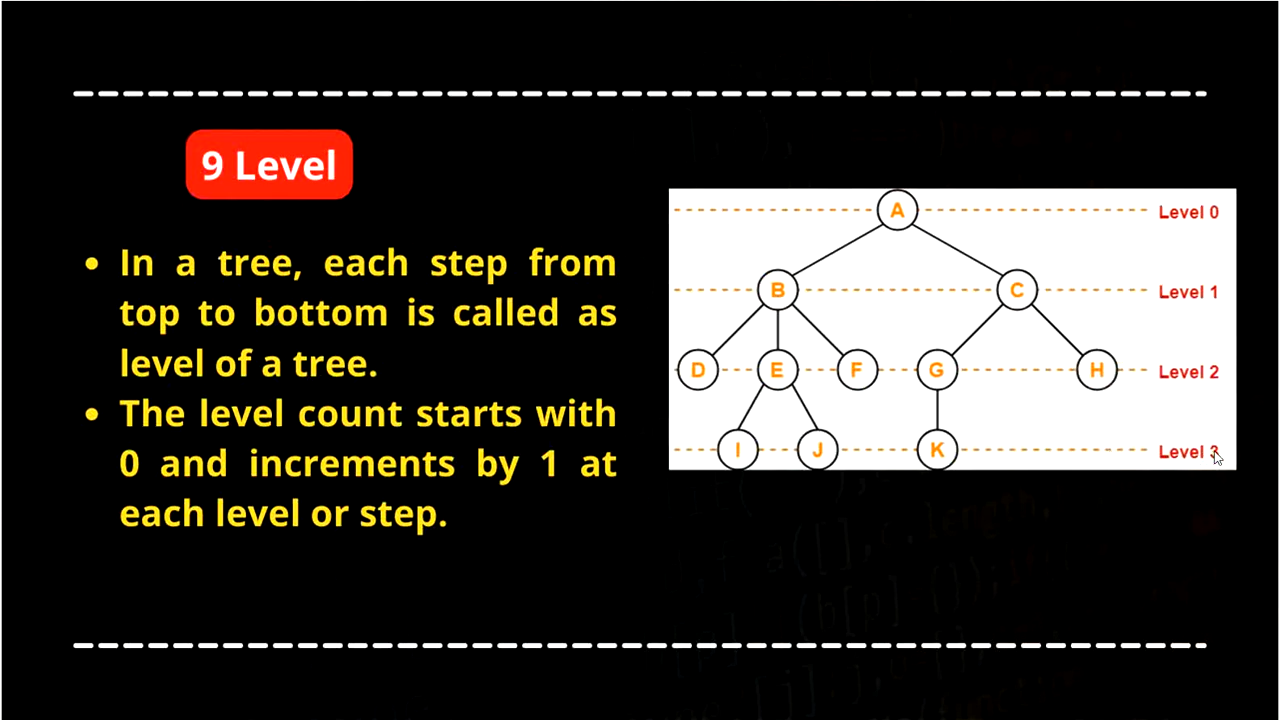 9 Level
• In a tree, each step from
top to bottom is called as
level of a tree.
• The level count starts with
0 and increments by 1 at
each level or step.
A Level 0
B C Level 1
D E F G H Level 2
I J K Level 3